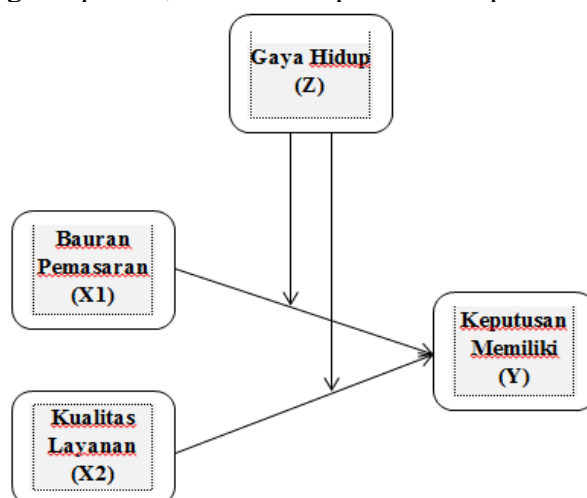 Gaya Hidup
(Z)
Bauran
Pemasaran
(X1)
Keputusan
Memiliki
(Y)
Kualitas
Layanan
(X2)